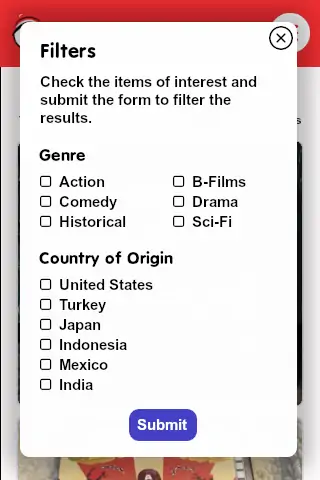 Filters
Check the items of interest and
submit the form to filter the
results.
Genre
Action
B-Films
Comedy
Drama
Historical
Sci-Fi
Country of Origin
United States
Turkey
Japan
Indonesia
Mexico
India
Submit